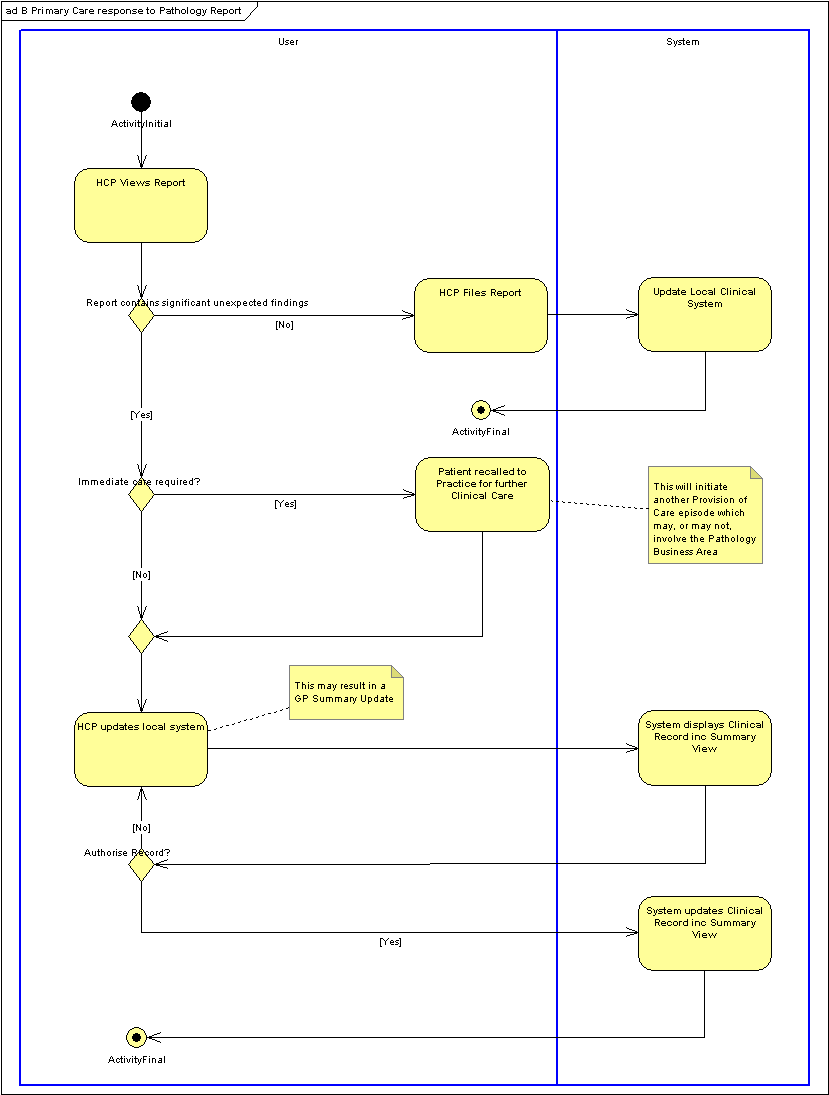 ad B Primary Care response to Pathology Report
User
System
ActivityInitial
HCP Views Report
Report contains significant unexpected findings
[No]
HCP Files Report
Update Local Clinical
System
[Yes]
ActivityFinal
Immediate care required?
[Yes]
Patient recalled to
Practice for further
Clinical Care
This will initiate
another Provision of
Care episode which
may, or may not,
involve the Pathology
Business Area
[No]
This may result in a
GP Summary Update
HCP updates local system
System displays Clinical
Record inc Summary
View
[No]
Authorise Record?
System updates Clinical
Record inc Summary
View
[Yes]
ActivityFinal